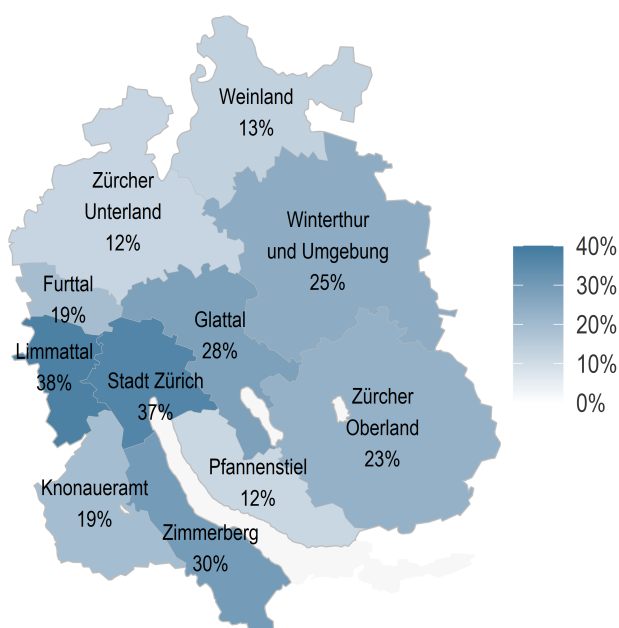 Weinland
13%
Zürcher
Unterland
12%
Winterthur
und Umgebung
25%
Furttal
19%
Glattal
28%
Limmattal
38%
Stadt Zürich
37%
Zürcher
Oberland
23%
Pfannenstiel
12%
Knonaueramt
19%
Zimmerberg
30%
40%
30%
20%
10%
0%